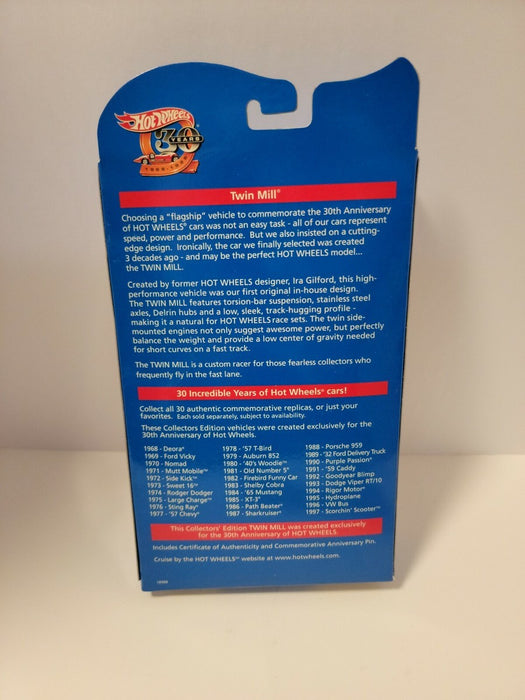 Hot Wheels®
30
YEARS
Twin Mill®
Choosing a "flagship" vehicle to commemorate the 30th Anniversary
of HOT WHEELS® cars was not an easy task - all of our cars represent
speed, power and performance. But we also insisted on a cutting-
edge design. Ironically, the car we finally selected was created
3 decades ago - and may be the perfect HOT WHEELS model...
the TWIN MILL.
Created by former HOT WHEELS designer, Ira Gilford, this high-
performance vehicle was our first original in-house design.
The TWIN MILL features torsion-bar suspension, stainless steel
axles, Delrin hubs and a low, sleek, track-hugging profile -
making it a natural for HOT WHEELS race sets. The twin side-
mounted engines not only suggest awesome power, but perfectly
balance the weight and provide a low center of gravity needed
for short curves on a fast track.
The TWIN MILL is a custom racer for those fearless collectors who
frequently fly in the fast lane.
30 Incredible Years of Hot Wheels® cars!
Collect all 30 authentic commemorative replicas, or just your
favorites. Each sold separately, subject to availability.
These Collectors Edition vehicles were created exclusively for the
30th Anniversary of Hot Wheels.
1968 - Deora®
1969 - Ford Vicky
1970 - Nomad
1971 - Mutt Mobile™
1972 - Side Kick™
1973 - Sweet 16™
1974 - Rodger Dodger
1975 - Large Charge™
1976 - Sting Ray®
1977 - '57 Chevy®
1978 - '57 T-Bird
1979 - Auburn 852
1980 - '40's Woodie™
1981 - Old Number 5®
1982 - Firebird Funny Car
1983 - Shelby Cobra
1984 - '65 Mustang
1985 - XT-3®
1986 - Path Beater®
1987 - Sharkruiser®
1988 - Porsche 959
1989 - '32 Ford Delivery Truck
1990 - Purple Passion®
1991 - '59 Caddy
1992 - Goodyear Blimp
1993 - Dodge Viper RT/10
1994 - Rigor Motor®
1995 - Hydroplane
1996 - VW Bus
1997 - Scorchin' Scooter™
This Collectors' Edition TWIN MILL was created exclusively
for the 30th Anniversary of HOT WHEELS.
Includes Certificate of Authenticity and Commemorative Anniversary Pin.
Cruise by the HOT WHEELS™ website at www.hotwheels.com.